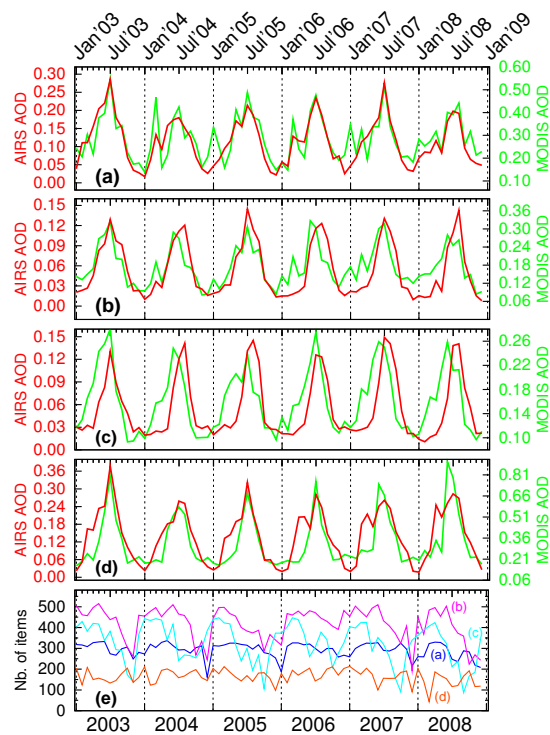 Jan'03 Jul'03 Jan'04 Jul'04 Jan'05 Jul'05 Jan'06 Jul'06 Jan'07 Jul'07 Jan'08 Jul'08 Jan'09
AIRS AOD
0.30
0.25
0.20
0.15
0.10
0.05
0.00
(a)
0.60
0.50
0.40
0.30
0.20
0.10
MODIS AOD
AIRS AOD
0.15
0.12
0.09
0.06
0.03
0.00
(b)
0.36
0.30
0.24
0.18
0.12
0.06
MODIS AOD
AIRS AOD
0.15
0.12
0.09
0.06
0.03
0.00
(c)
0.26
0.22
0.18
0.14
0.10
MODIS AOD
AIRS AOD
0.36
0.30
0.24
0.18
0.12
0.06
0.00
(d)
0.81
0.66
0.51
0.36
0.21
0.06
MODIS AOD
Nb. of items
500
400
300
200
100
0
(e)
(b)
(c)
(a)
(d)
2003 2004 2005 2006 2007 2008